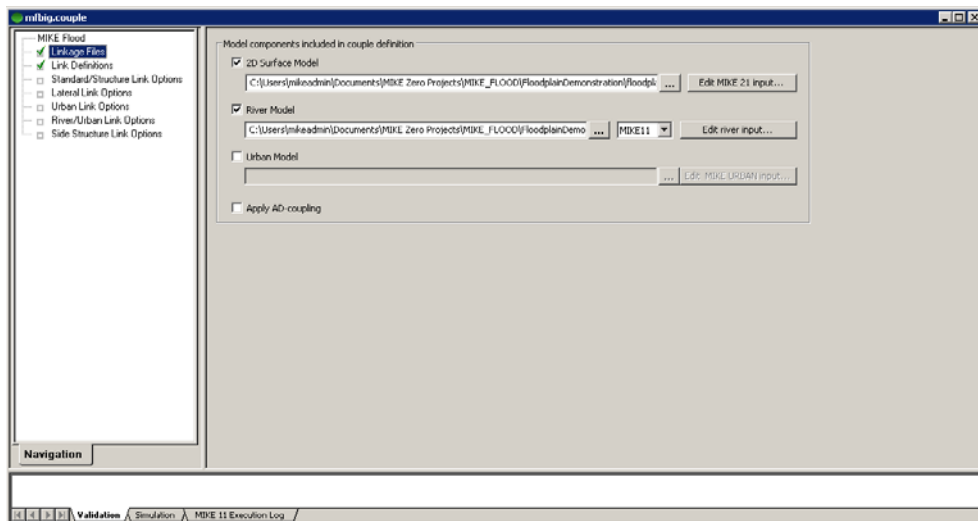 mlbig.couple
MIKE Flood
Linkage Files
Link Definitions
Standard/Structure Link Options
Lateral Link Options
Urban Link Options
River/Urban Link Options
Side Structure Link Options
Navigation
Model components included in couple definition
2D Surface Model
C:\Users\mikeadmin\Documents\MIKE Zero Projects\MIKE_FLOOD\FloodplainDemonstration\floodpl
... Edit MIKE 21 input...
River Model
C:\Users\mikeadmin\Documents\MIKE Zero Projects\MIKE_FLOOD\FloodplainDemo
... MIKE11 Edit river input...
Urban Model
... Edit MIKE URBAN input...
Apply AD-coupling
Validation Simulation MIKE 11 Execution Log